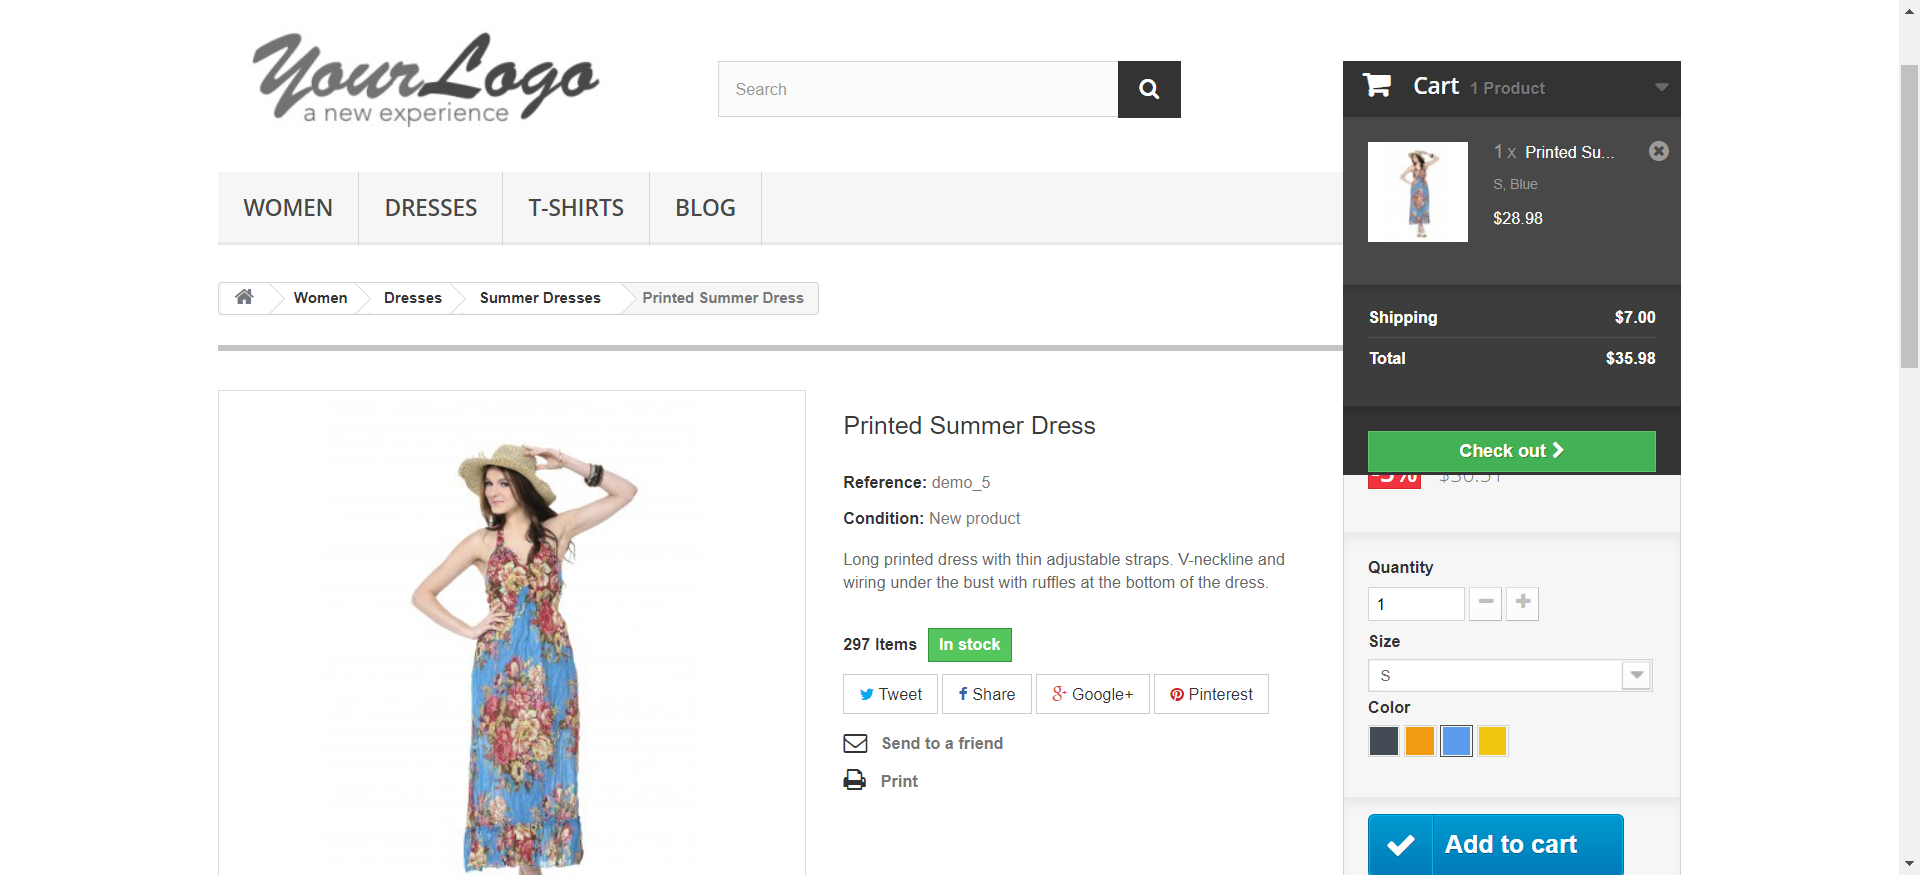 YourLogo
a new experience
Search
Cart 1 Product
1 x Printed Su...
S, Blue
$28.98
WOMEN DRESSES T-SHIRTS BLOG
Women Dresses Summer Dresses Printed Summer Dress
Shipping $7.00
Total $35.98
Check out
Printed Summer Dress
Reference: demo_5
Condition: New product
Long printed dress with thin adjustable straps. V-neckline and
wiring under the bust with ruffles at the bottom of the dress.
297 Items In stock
Tweet Share Google+ Pinterest
Send to a friend
Print
-5% $30.51
Quantity
1
Size
S
Color
Add to cart